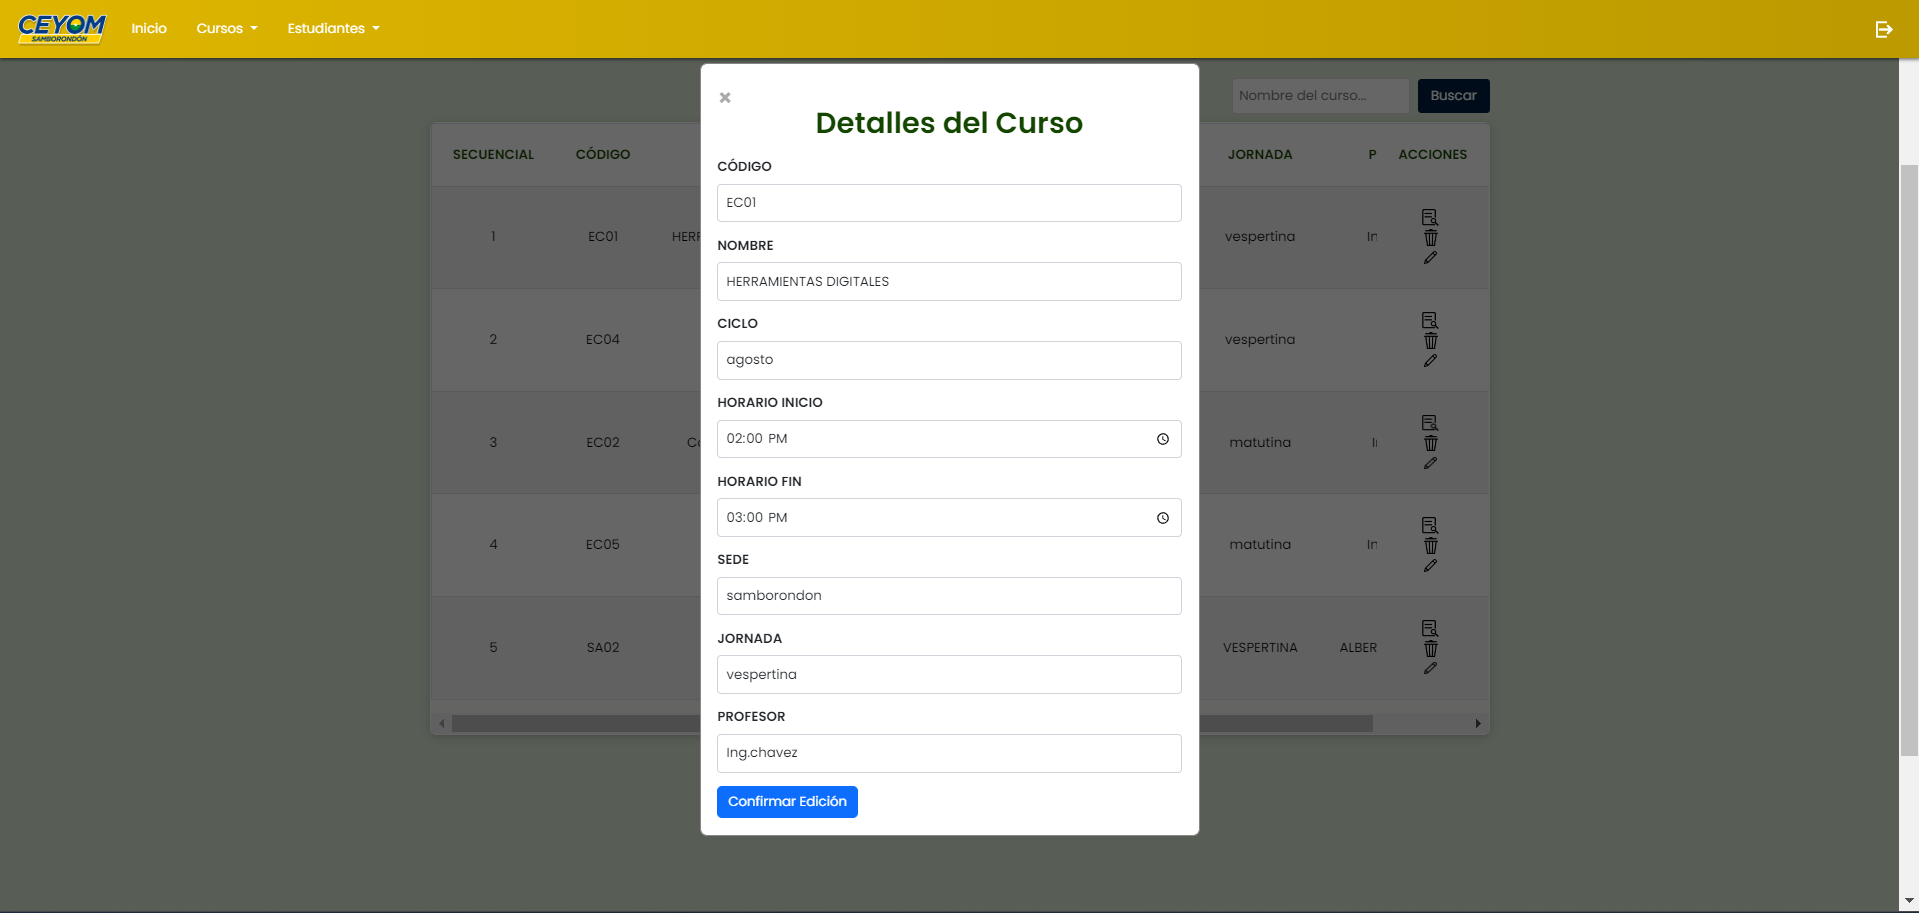 CEYOM
SAMBORONDÓN
Inicio
Cursos
Estudiantes
Nombre del curso...
Buscar
SECUENCIAL CÓDIGO JORNADA P ACCIONES
1 EC01 HERR vespertina In
2 EC04 vespertina
3 EC02 Co matutina
4 EC05 matutina In
5 SA02 VESPERTINA ALBER
Detalles del Curso
CÓDIGO
EC01
NOMBRE
HERRAMIENTAS DIGITALES
CICLO
agosto
HORARIO INICIO
02:00 PM
HORARIO FIN
03:00 PM
SEDE
samborondon
JORNADA
vespertina
PROFESOR
Ing.chavez
Confirmar Edición